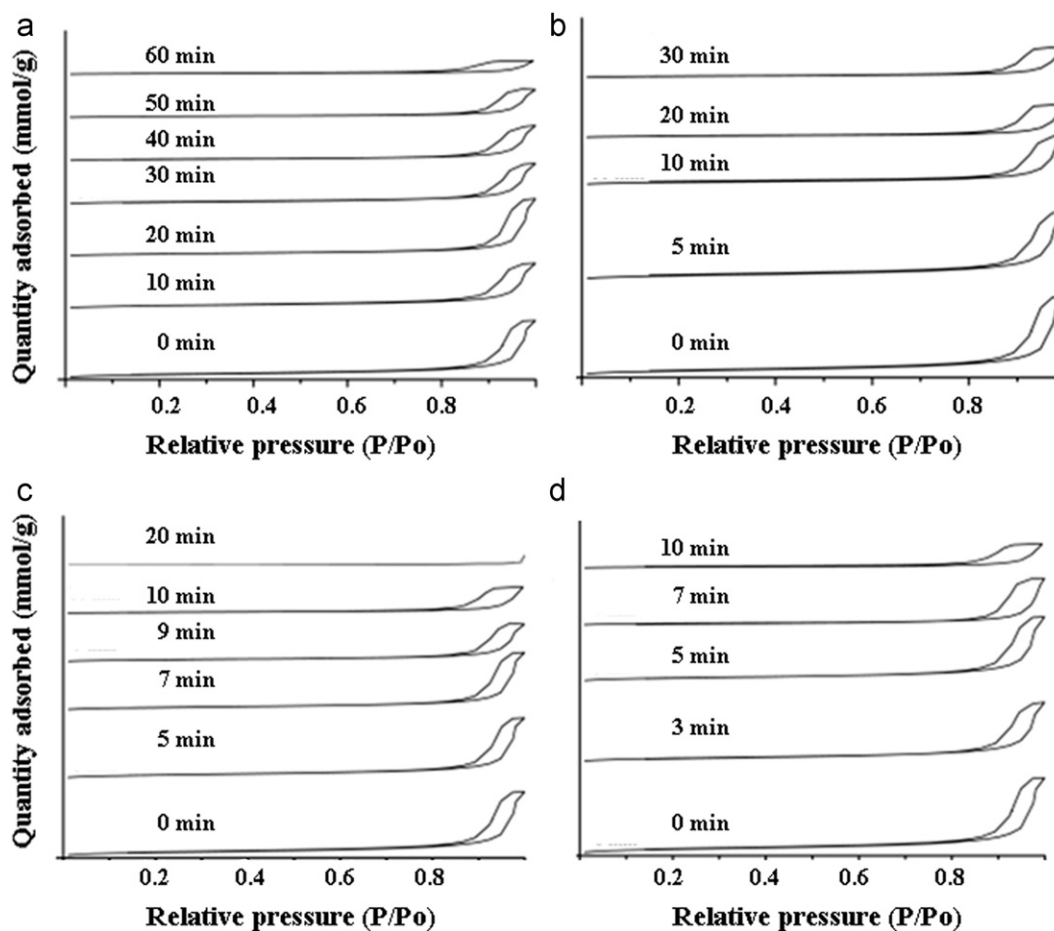 a
Quantity adsorbed (mmol/g)
60 min
50 min
40 min
30 min
20 min
10 min
0 min
0.2 0.4 0.6 0.8
Relative pressure (P/Po)
b
30 min
20 min
10 min
5 min
0 min
0.2 0.4 0.6 0.8
Relative pressure (P/Po)
c
Quantity adsorbed (mmol/g)
20 min
10 min
9 min
7 min
5 min
0 min
0.2 0.4 0.6 0.8
Relative pressure (P/Po)
d
10 min
7 min
5 min
3 min
0 min
0.2 0.4 0.6 0.8
Relative pressure (P/Po)